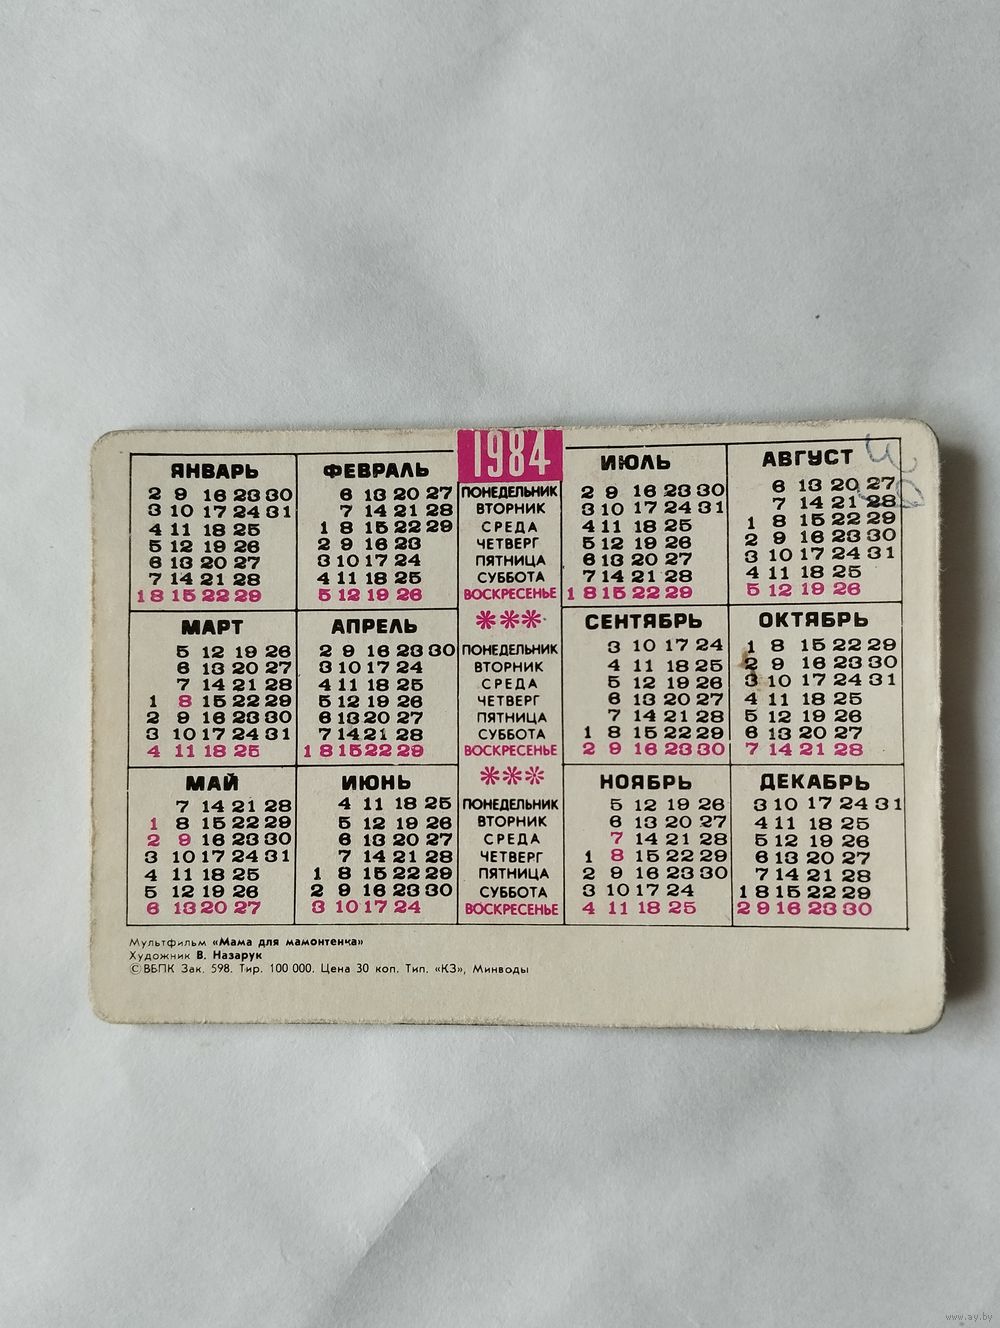 1984
ЯНВАРЬ
2 9 16 23 30
3 10 17 24 31
4 11 18 25
5 12 19 26
6 13 20 27
7 14 21 28
1 8 15 22 29
ФЕВРАЛЬ
6 13 20 27
7 14 21 28
1 8 15 22 29
2 9 16 23
3 10 17 24
4 11 18 25
5 12 19 26
ПОНЕДЕЛЬНИК
ВТОРНИК
СРЕДА
ЧЕТВЕРГ
ПЯТНИЦА
СУББОТА
ВОСКРЕСЕНЬЕ
ИЮЛЬ
2 9 16 23 30
3 10 17 24 31
4 11 18 25
5 12 19 26
6 13 20 27
7 14 21 28
1 8 15 22 29
АВГУСТ
6 13 20 27
7 14 21 28
1 8 15 22 29
2 9 16 23 30
3 10 17 24 31
4 11 18 25
5 12 19 26
МАРТ
5 12 19 26
6 13 20 27
7 14 21 28
1 8 15 22 29
2 9 16 23 30
3 10 17 24 31
4 11 18 25
АПРЕЛЬ
2 9 16 23 30
3 10 17 24
4 11 18 25
5 12 19 26
6 13 20 27
7 14 21 28
1 8 15 22 29
***
ПОНЕДЕЛЬНИК
ВТОРНИК
СРЕДА
ЧЕТВЕРГ
ПЯТНИЦА
СУББОТА
ВОСКРЕСЕНЬЕ
СЕНТЯБРЬ
3 10 17 24
4 11 18 25
5 12 19 26
6 13 20 27
7 14 21 28
1 8 15 22 29
2 9 16 23 30
ОКТЯБРЬ
1 8 15 22 29
2 9 16 23 30
3 10 17 24 31
4 11 18 25
5 12 19 26
6 13 20 27
7 14 21 28
МАЙ
7 14 21 28
1 8 15 22 29
2 9 16 23 30
3 10 17 24 31
4 11 18 25
5 12 19 26
6 13 20 27
ИЮНЬ
4 11 18 25
5 12 19 26
6 13 20 27
7 14 21 28
1 8 15 22 29
2 9 16 23 30
3 10 17 24
***
ПОНЕДЕЛЬНИК
ВТОРНИК
СРЕДА
ЧЕТВЕРГ
ПЯТНИЦА
СУББОТА
ВОСКРЕСЕНЬЕ
НОЯБРЬ
5 12 19 26
6 13 20 27
7 14 21 28
1 8 15 22 29
2 9 16 23 30
3 10 17 24
4 11 18 25
ДЕКАБРЬ
3 10 17 24 31
4 11 18 25
5 12 19 26
6 13 20 27
7 14 21 28
1 8 15 22 29
2 9 16 23 30
Мультфильм «Мама для мамонтенка»
Художник В. Назарук
© ВБПК Зак. 598. Тир. 100 000. Цена 30 коп. Тип. «КЗ», Минводы
www.ay.by